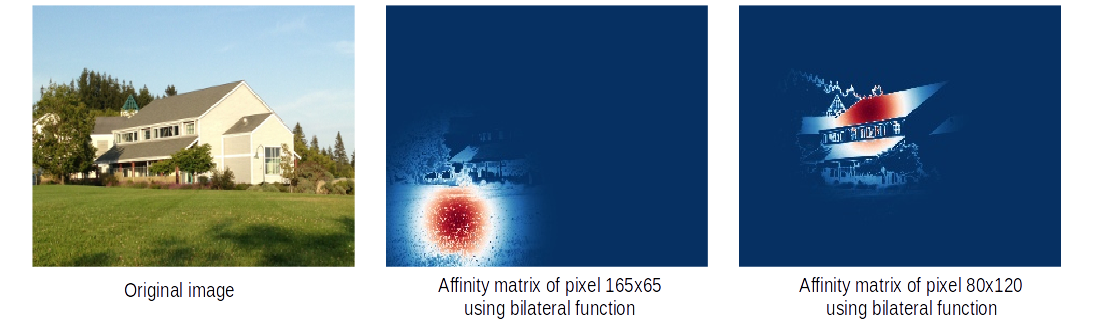 Original image
Affinity matrix of pixel 165x65
using bilateral function
Affinity matrix of pixel 80x120
using bilateral function